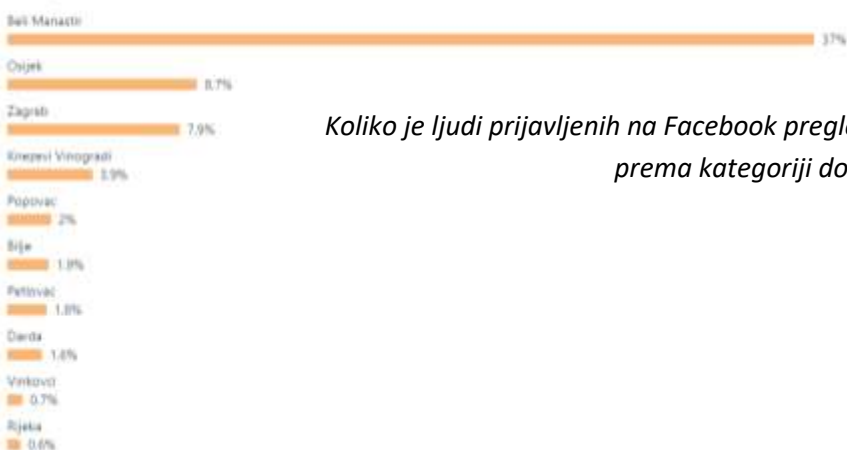 Beli Manastir
37%
Osijek
8.7%
Zagreb
7.9%
Koliko je ljudi prijavljenih na Facebook
prema kategoriji
Knezevi Vinogradi
3.9%
Popovac
2%
Bilje
1.9%
Petlovac
1.8%
Darda
1.6%
Vinkovci
0.7%
Rijeka
0.6%